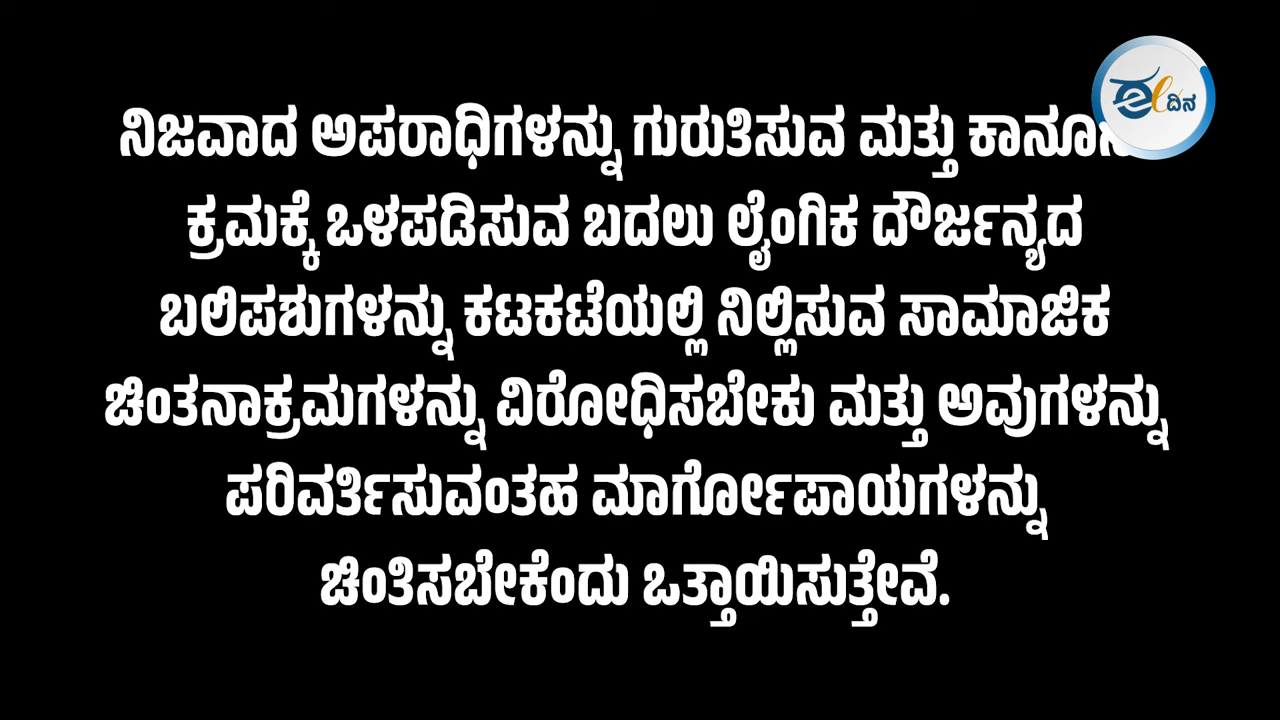 ದಿನ
ನಿಜವಾದ ಅಪರಾಧಿಗಳನ್ನು ಗುರುತಿಸುವ ಮತ್ತು
ಕ್ರಮಕ್ಕೆ ಒಳಪಡಿಸುವ ಬದಲು ಲೈಂಗಿಕ ದೌರ್ಜನ್ಯದ
ಬಲಿಪಶುಗಳನ್ನು ಕಟಕಟೆಯಲ್ಲಿ ನಿಲ್ಲಿಸುವ ಸಾಮಾಜಿಕ
ಚಿಂತನಾಕ್ರಮಗಳನ್ನು ವಿರೋಧಿಸಬೇಕು ಮತ್ತು ಅವುಗಳನ್ನು
ಪರಿವರ್ತಿಸುವಂತಹ ಮಾರ್ಗೋಪಾಯಗಳನ್ನು
ಚಿಂತಿಸಬೇಕೆಂದು ಒತ್ತಾಯಿಸುತ್ತೇವೆ.